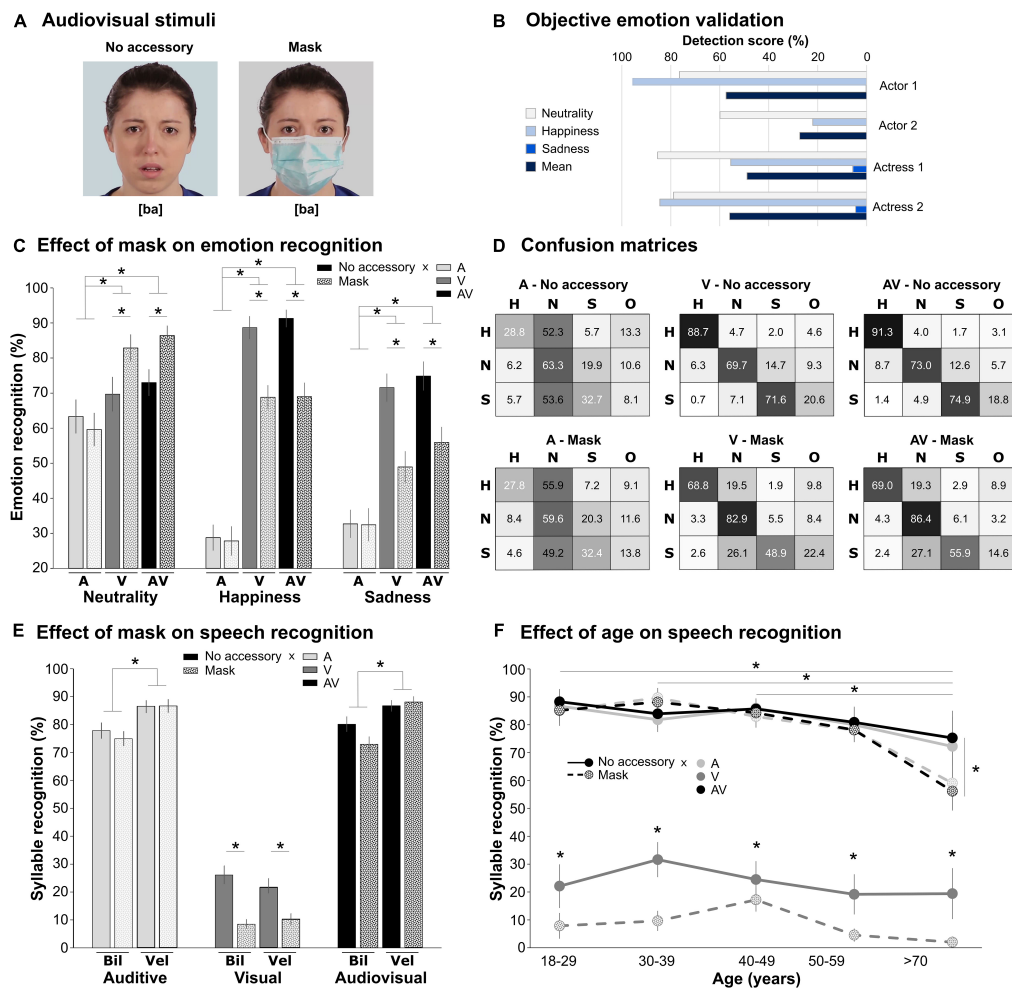 A Audiovisual stimuli
No accessory Mask
[ba] [ba]
B Objective emotion validation
Detection score (%)
100 80 60 40 20 0
Neutrality
Happiness
Sadness
Mean
Actor 1
Actor 2
Actress 1
Actress 2
C Effect of mask on emotion recognition
No accessory x A
Mask V
AV
Emotion recognition (%)
100
90
80
70
60
50
40
30
20
* * * * * * * * * * * *
A V AV A V AV A V AV
Neutrality Happiness Sadness
D Confusion matrices
A - No accessory
H N S O
H 28.8 52.3 5.7 13.3
N 6.2 63.3 19.9 10.6
S 5.7 53.6 32.7 8.1
V - No accessory
H N S O
H 88.7 4.7 2.0 4.6
N 6.3 69.7 14.7 9.3
S 0.7 7.1 71.6 20.6
AV - No accessory
H N S O
H 91.3 4.0 1.7 3.1
N 8.7 73.0 12.6 5.7
S 1.4 4.9 74.9 18.8
A - Mask
H N S O
H 27.8 55.9 7.2 9.1
N 8.4 59.6 20.3 11.6
S 4.6 49.2 32.4 13.8
V - Mask
H N S O
H 68.8 19.5 1.9 9.8
N 3.3 82.9 5.5 8.4
S 2.6 26.1 48.9 22.4
AV - Mask
H N S O
H 69.0 19.3 2.9 8.9
N 4.3 86.4 6.1 3.2
S 2.4 27.1 55.9 14.6
E Effect of mask on speech recognition
No accessory x A
Mask V
AV
Syllable recognition (%)
100
90
80
70
60
50
40
30
20
10
0
* * * *
Bil Vel Bil Vel Bil Vel
Auditive Visual Audiovisual
F Effect of age on speech recognition
Syllable recognition (%)
100
90
80
70
60
50
40
30
20
10
0
* * * *
No accessory x A
Mask V
AV
* * * * *
18-29 30-39 40-49 50-59 >70
Age (years)